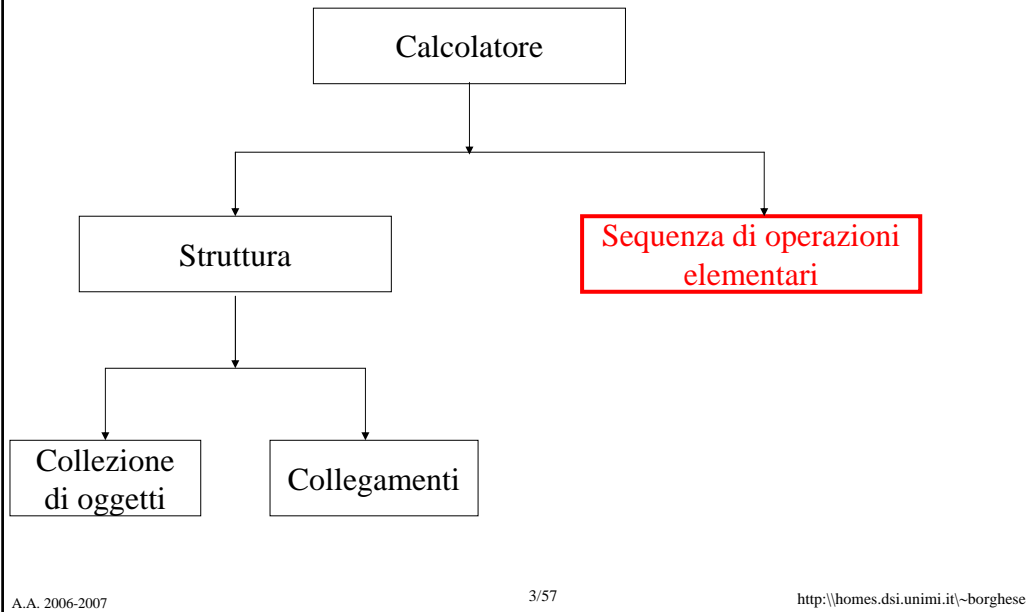 Calcolatore
Struttura
Sequenza di operazioni
elementari
Collezione
di oggetti
Collegamenti
A.A. 2006-2007
3/57
http:\\homes.dsi.unimi.it\~borghese